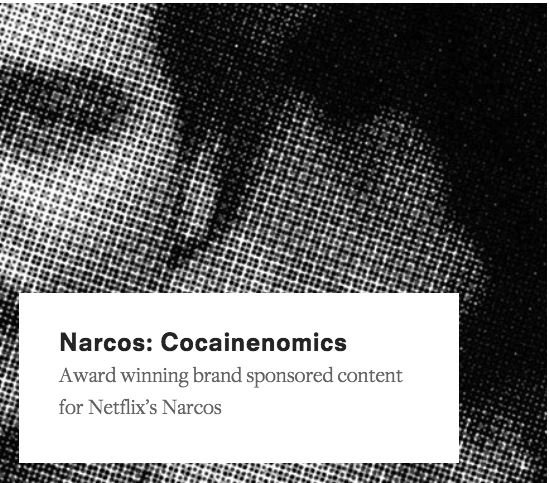 Narcos: Cocainenomics
Award winning brand sponsored content
for Netflix's Narcos